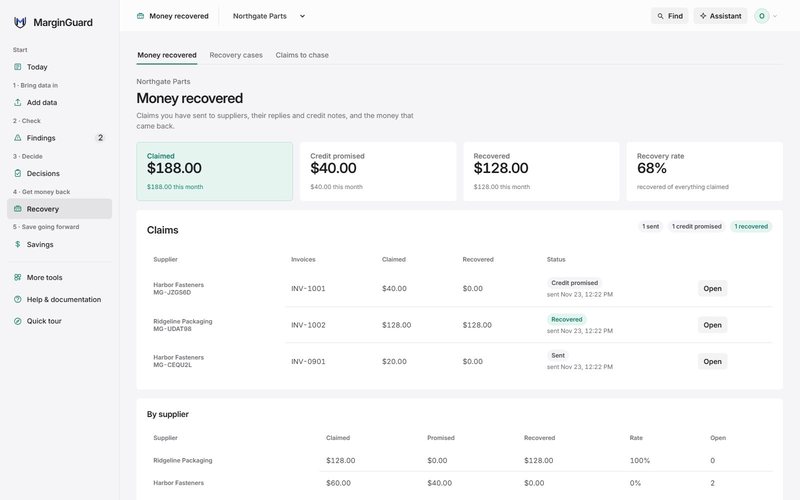 MarginGuard
Start
Today
1 · Bring data in
Add data
2 · Check
Findings 2
3 · Decide
Decisions
4 · Get money back
Recovery
5 · Save going forward
Savings
More tools
Help & documentation
Quick tour
Money recovered Northgate Parts Find Assistant O
Money recovered Recovery cases Claims to chase
Northgate Parts
Money recovered
Claims you have sent to suppliers, their replies and credit notes, and the money that
came back.
Claimed
$188.00
$188.00 this month
Credit promised
$40.00
$40.00 this month
Recovered
$128.00
$128.00 this month
Recovery rate
68%
recovered of everything claimed
Claims 1 sent 1 credit promised 1 recovered
Supplier Invoices Claimed Recovered Status
Harbor Fasteners
MG-JZGS6D INV-1001 $40.00 $0.00 Credit promised
sent Nov 23, 12:22 PM Open
Ridgeline Packaging
MG-UDAT98 INV-1002 $128.00 $128.00 Recovered
sent Nov 23, 12:22 PM Open
Harbor Fasteners
MG-CEQU2L INV-0901 $20.00 $0.00 Sent
sent Nov 23, 12:22 PM Open
By supplier
Supplier Claimed Promised Recovered Rate Open
Ridgeline Packaging $128.00 $0.00 $128.00 100% 0
Harbor Fasteners $60.00 $40.00 $0.00 0% 2